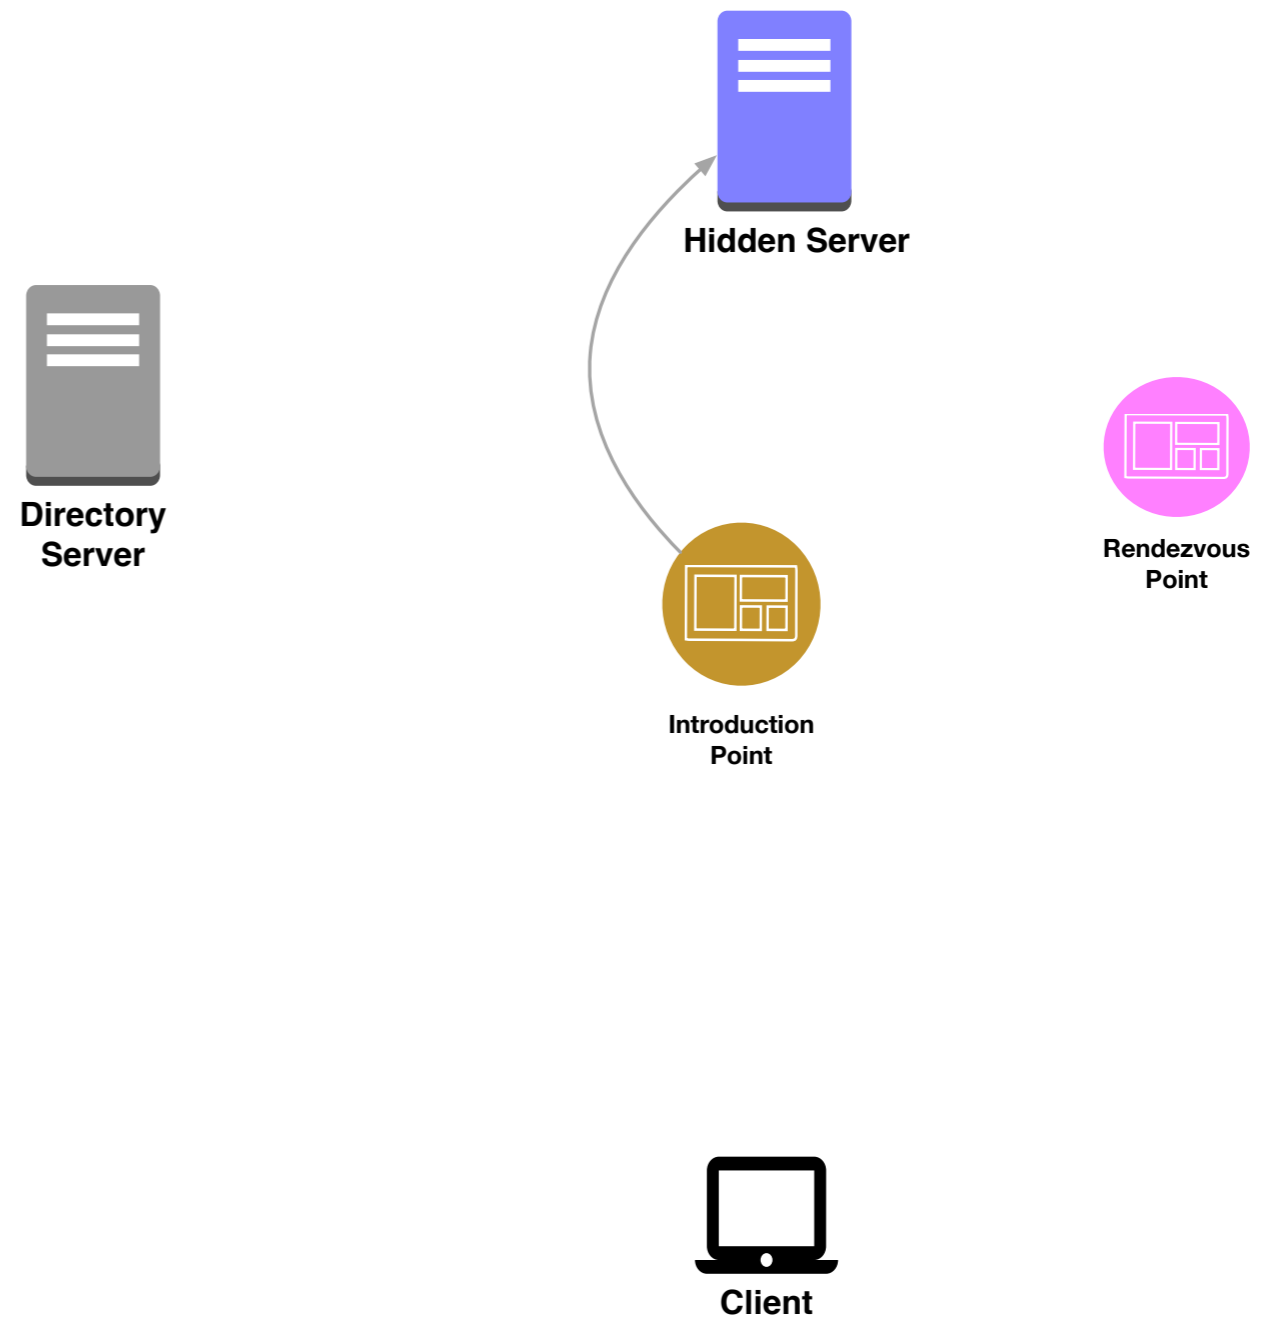 Hidden Server
Directory
Server
Rendezvous
Point
Introduction
Point
Client